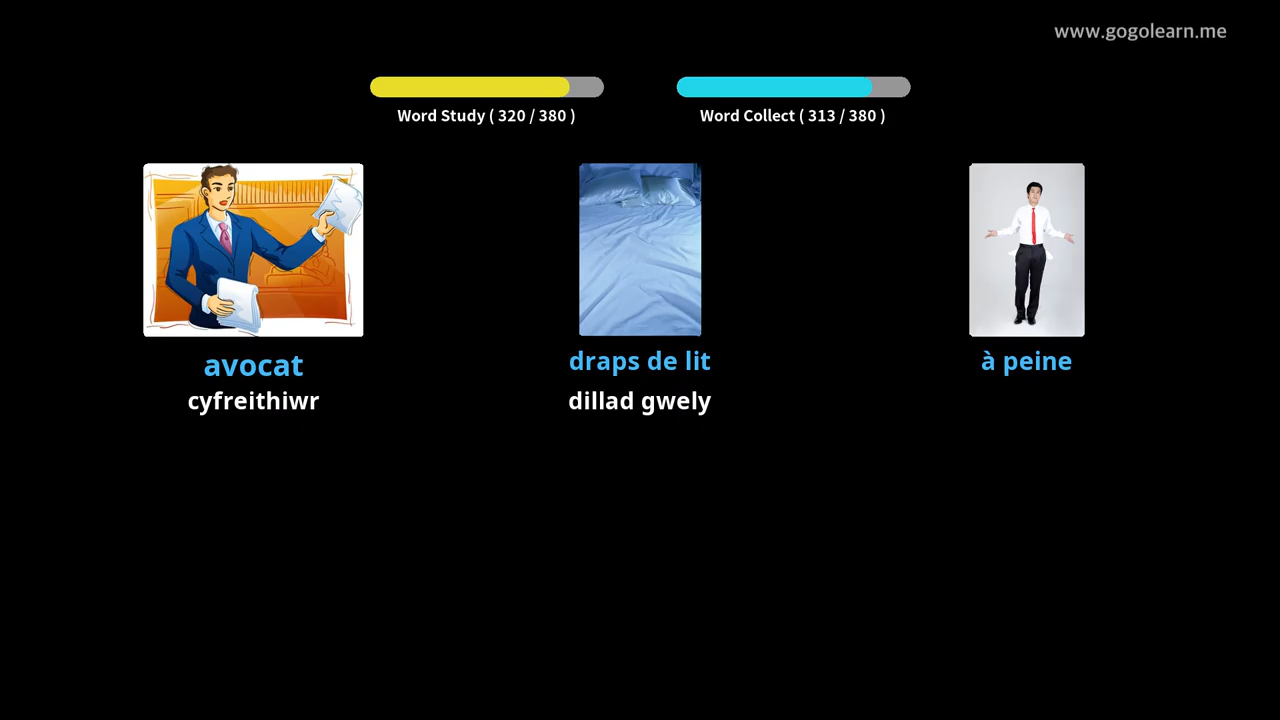 www.gogolearn.me
Word Study ( 320 / 380 )
Word Collect ( 313 / 380 )
avocat
cyfreithiwr
draps de lit
dillad gwely
à peine